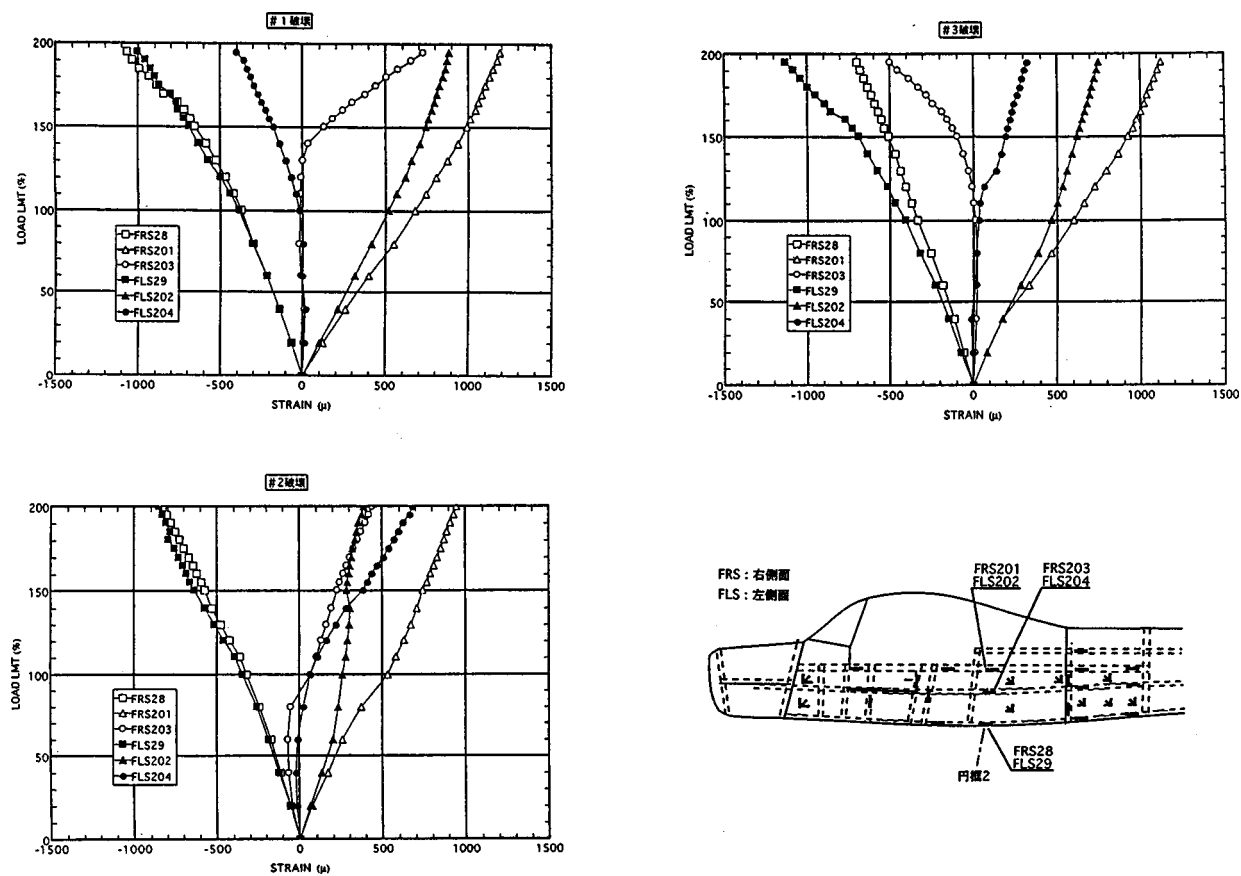 #1破壊
200
150
100
50
0
LOAD LMT (%)
FRS28
FRS201
FRS203
FLS29
FLS202
FLS204
-1500 -1000 -500 0 500 1000 1500
STRAIN (μ)
#3破壊
200
150
100
50
0
LOAD LMT (%)
FRS28
FRS201
FRS203
FLS29
FLS202
FLS204
-1500 -1000 -500 0 500 1000 1500
STRAIN (μ)
#2破壊
200
150
100
50
0
LOAD LMT (%)
FRS28
FRS201
FRS203
FLS29
FLS202
FLS204
-1500 -1000 -500 0 500 1000 1500
STRAIN (μ)
FRS : 右側面
FLS : 左側面
FRS201 FRS203
FLS202 FLS204
FRS28
FLS29
円框2